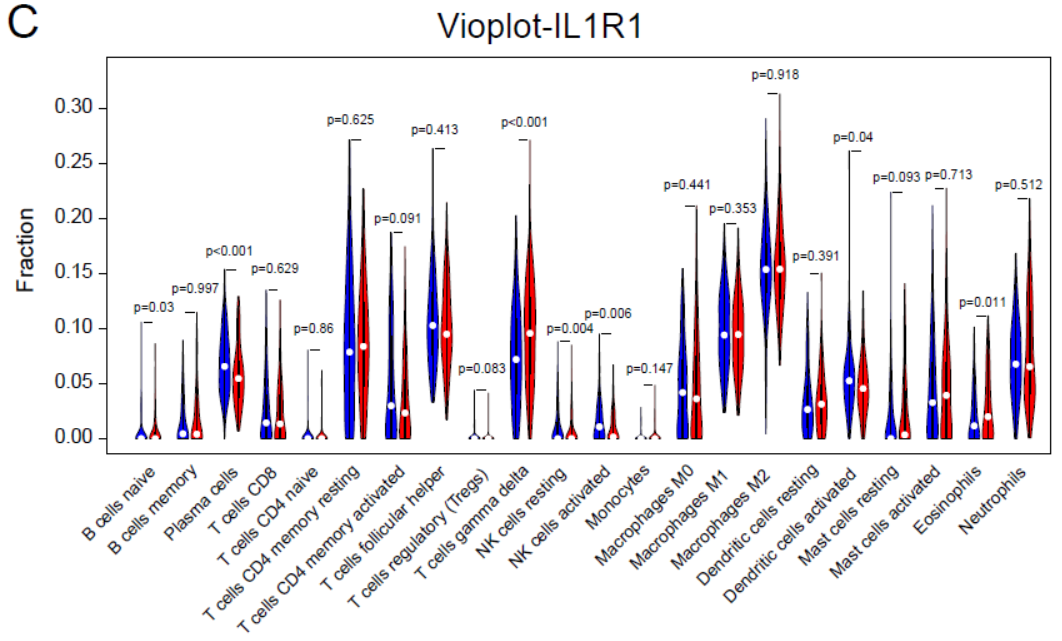 C
Vioplot-IL1R1
Fraction
0.30
0.25
0.20
0.15
0.10
0.05
0.00
p=0.03
p=0.997
p<0.001
p=0.629
p=0.86
p=0.625
p=0.091
p=0.413
p=0.083
p<0.001
p=0.004
p=0.006
p=0.147
p=0.441
p=0.353
p=0.918
p=0.391
p=0.04
p=0.093
p=0.713
p=0.011
p=0.512
B cells naive
B cells memory
Plasma cells
T cells CD8
T cells CD4 naive
T cells CD4 memory resting
T cells CD4 memory activated
T cells follicular helper
T cells regulatory (Tregs)
T cells gamma delta
NK cells resting
NK cells activated
Monocytes
Macrophages M0
Macrophages M1
Macrophages M2
Dendritic cells resting
Dendritic cells activated
Mast cells resting
Mast cells activated
Eosinophils
Neutrophils